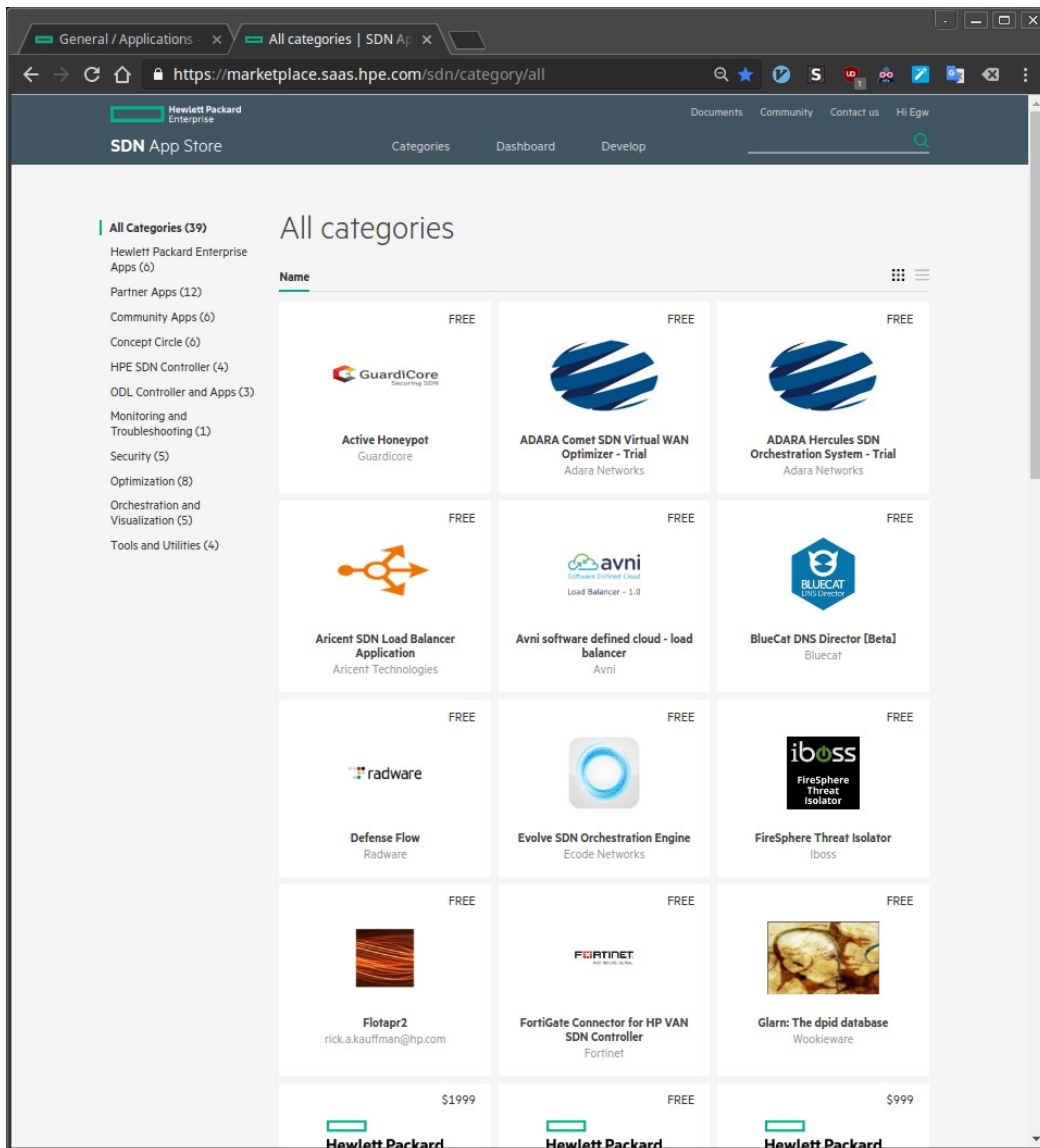 General / Applications -
All categories | SDN Ap
https://marketplace.saas.hpe.com/sdn/category/all
S
1
Hewlett Packard
Enterprise
Documents Community Contact us Hi Egw
SDN App Store
Categories Dashboard Develop
All Categories (39)
Hewlett Packard Enterprise
Apps (6)
Partner Apps (12)
Community Apps (6)
Concept Circle (6)
HPE SDN Controller (4)
ODL Controller and Apps (3)
Monitoring and
Troubleshooting (1)
Security (5)
Optimization (8)
Orchestration and
Visualization (5)
Tools and Utilities (4)
All categories
Name
FREE
GuardiCore
Securing SDN
Active Honeypot
Guardicore
FREE
ADARA Comet SDN Virtual WAN
Optimizer - Trial
Adara Networks
FREE
ADARA Hercules SDN
Orchestration System - Trial
Adara Networks
FREE
Aricent SDN Load Balancer
Application
Aricent Technologies
FREE
avni
Software Defined Cloud
Load Balancer - 1.0
Avni software defined cloud - load
balancer
Avni
FREE
BLUECAT
DNS Director
BlueCat DNS Director [Beta]
Bluecat
FREE
radware
Defense Flow
Radware
FREE
Evolve SDN Orchestration Engine
Ecode Networks
FREE
iboss
FireSphere
Threat
Isolator
FireSphere Threat Isolator
Iboss
FREE
Flotapr2
rick.a.kauffman@hp.com
FREE
FORTINET
FortiGate Connector for HP VAN
SDN Controller
Fortinet
FREE
Glarn: The dpid database
Wookieware
$1999
Hewlett Packard
FREE
Hewlett Packard
$999
Hewlett Packard